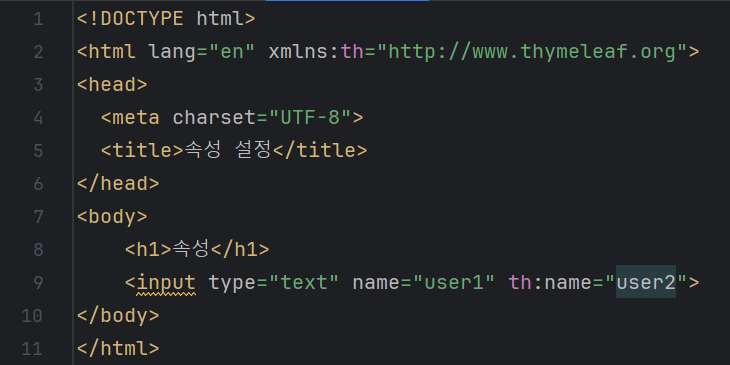 1 <!DOCTYPE html>
2 <html lang="en" xmlns:th="http://www.thymeleaf.org">
3 <head>
4 <meta charset="UTF-8">
5 <title>속성 설정</title>
6 </head>
7 <body>
8 <h1>속성</h1>
9 <input type="text" name="user1" th:name="user2">
10 </body>
11 </html>